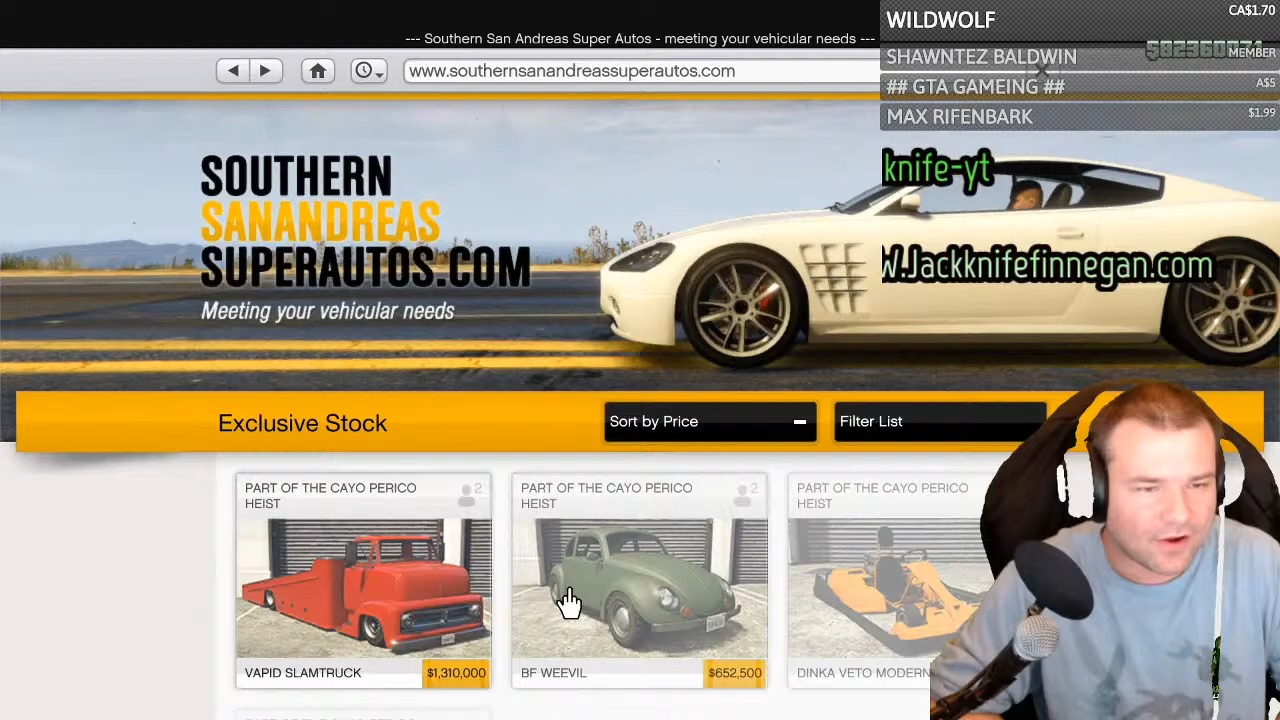 --- Southern San Andreas Super Autos - meeting your vehicular needs ---
www.southernsanandreassuperautos.com
WILDWOLF CA$1.70
SHAWNTEZ BALDWIN MEMBER
## GTA GAMEING ## A$5
MAX RIFENBARK $1.99
knife-yt
W.Jackknifefinnegan.com
SOUTHERN
SANANDREAS
SUPERAUTOS.COM
Meeting your vehicular needs
Exclusive Stock
Sort by Price
Filter List
PART OF THE CAYO PERICO
HEIST
2
VAPID SLAMTRUCK $1,310,000
PART OF THE CAYO PERICO
HEIST
2
BF WEEVIL $652,500
PART OF THE CAYO PERICO
HEIST
DINKA VETO MODERN